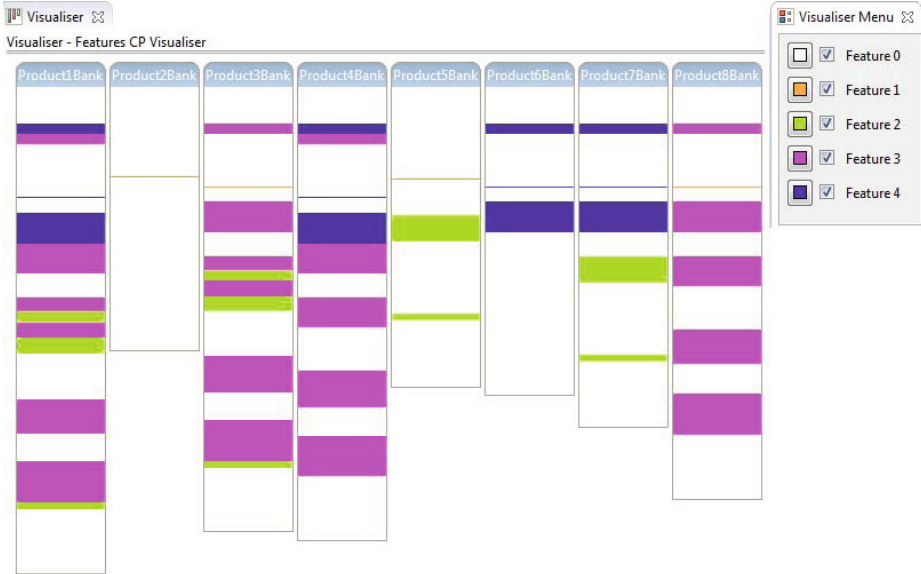 Visualiser
Visualiser Menu
Visualiser - Features CP Visualiser
Product1Bank Product2Bank Product3Bank Product4Bank Product5Bank Product6Bank Product7Bank Product8Bank
Feature 0
Feature 1
Feature 2
Feature 3
Feature 4